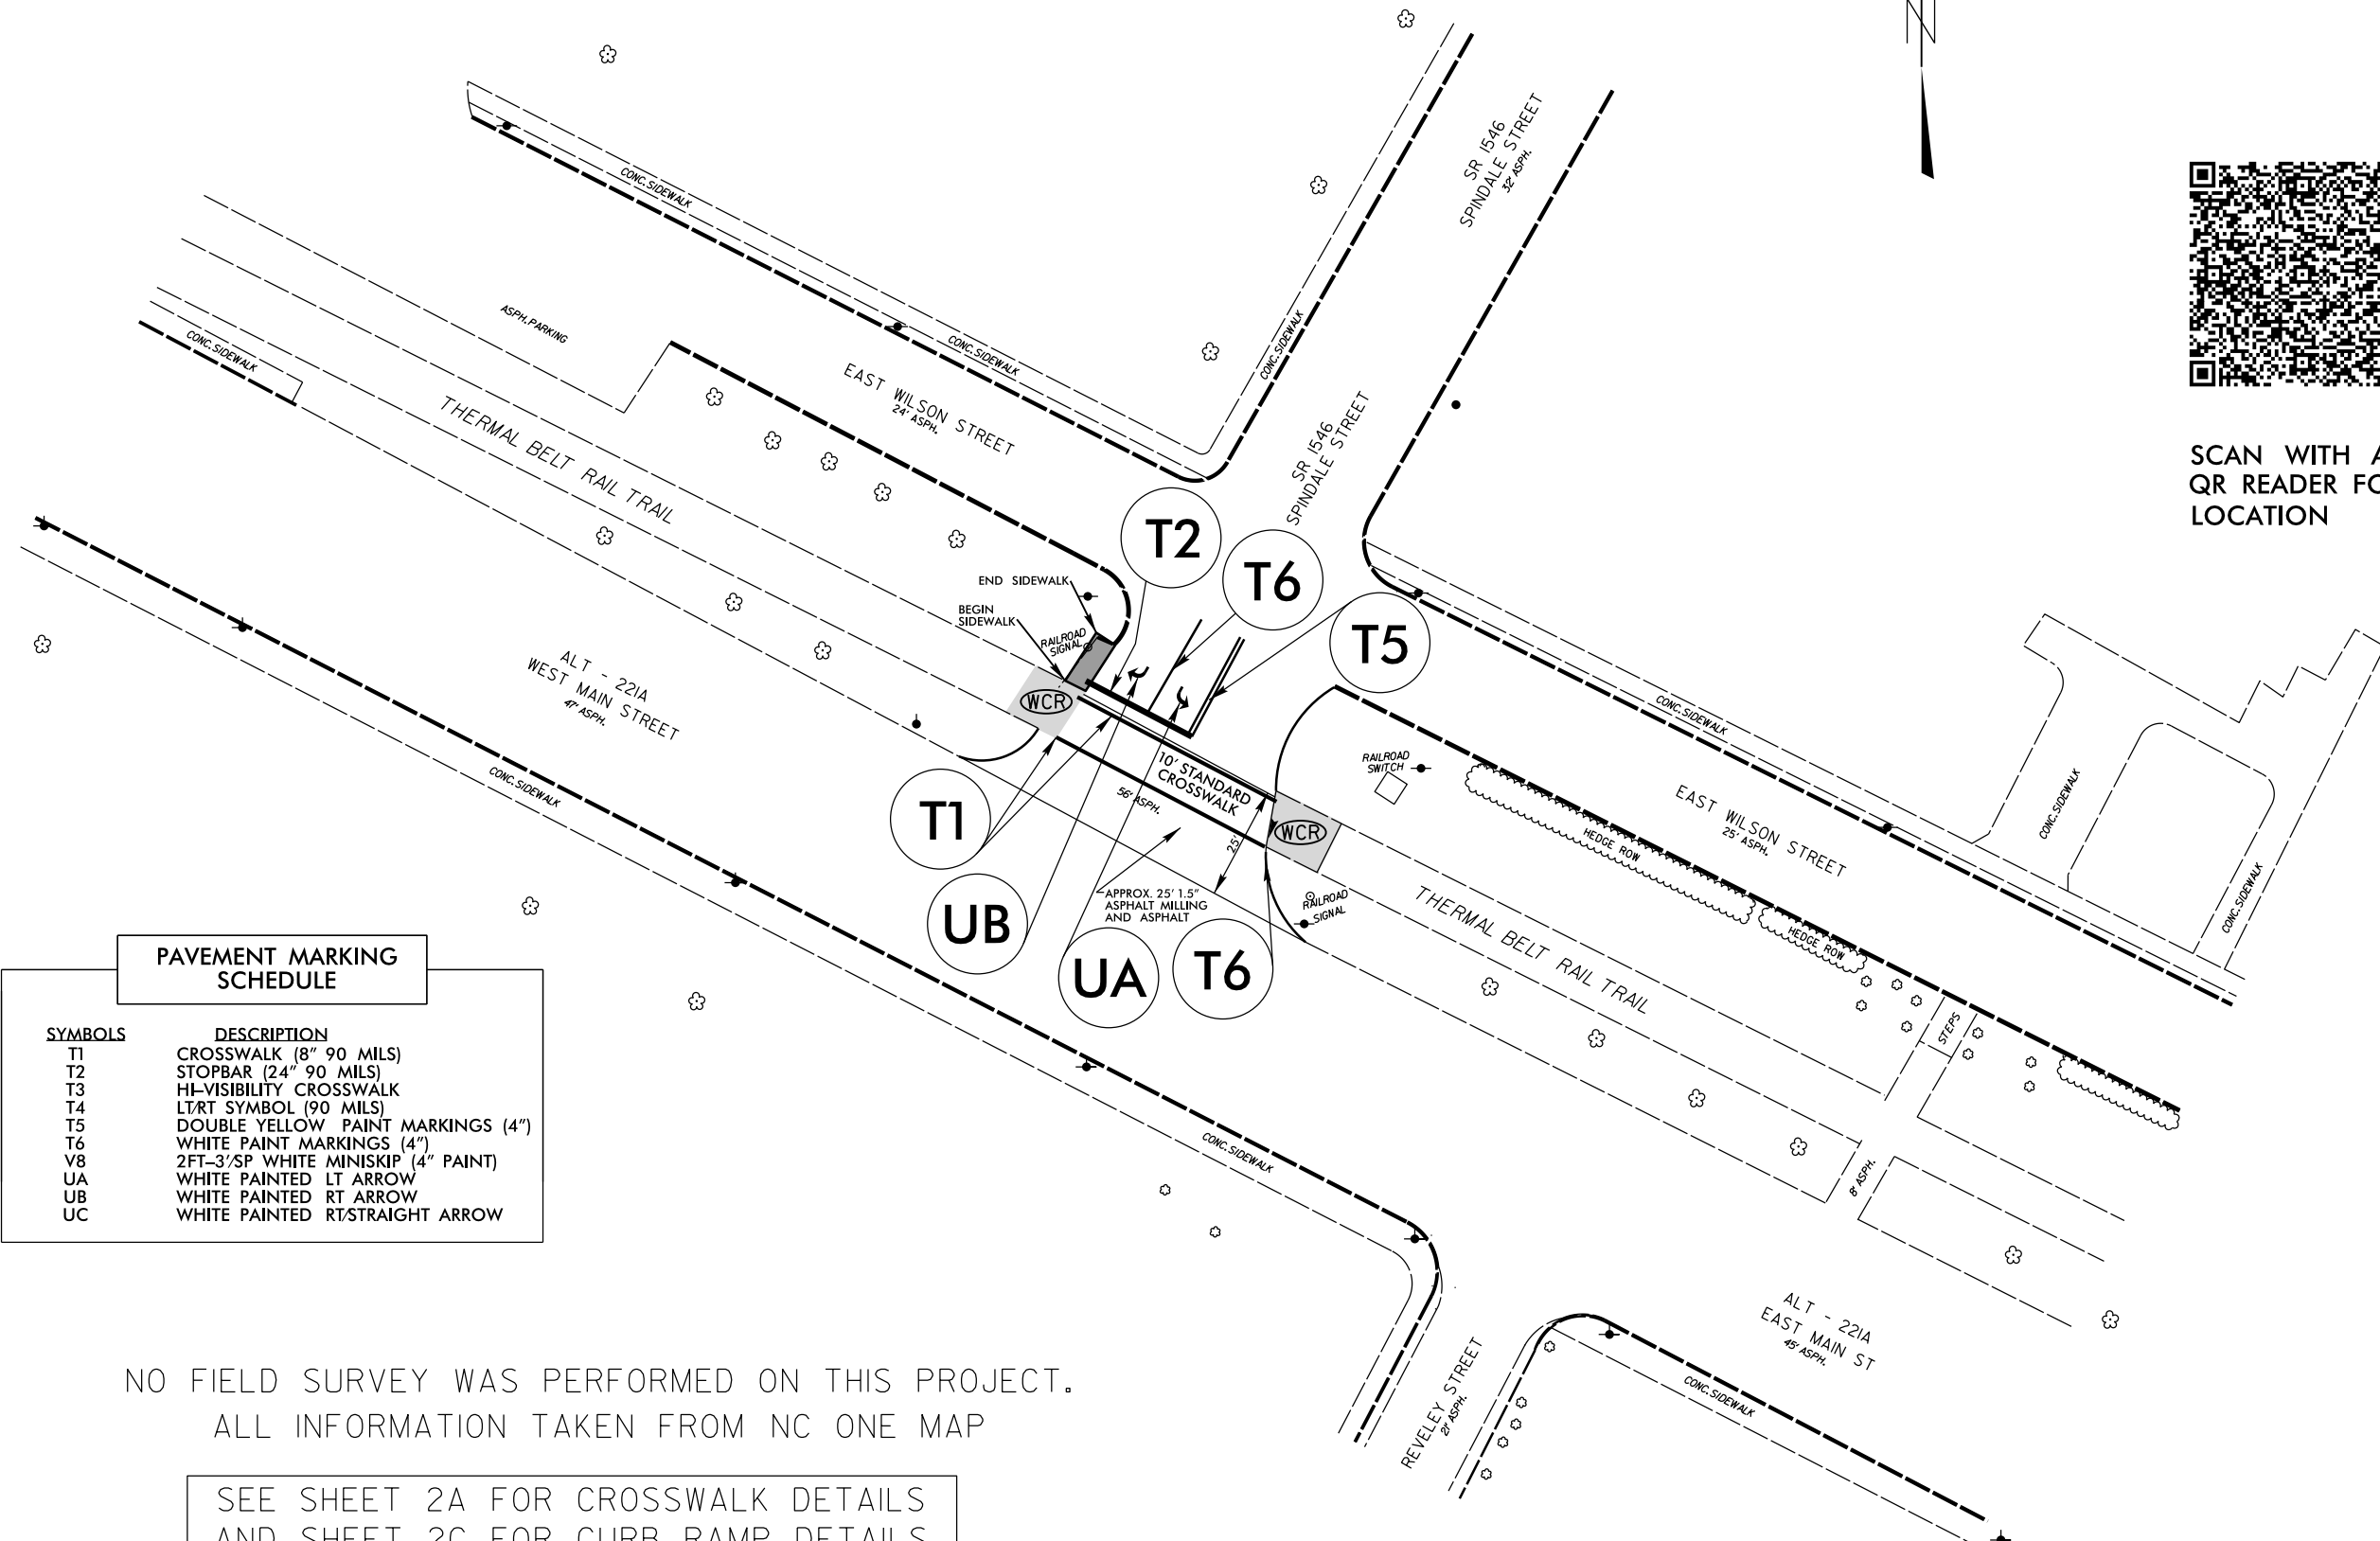 N
SR 1546
SPINDALE STREET
32' ASPH.
CONC. SIDEWALK
CONC. SIDEWALK
CONC. SIDEWALK
ASPH. PARKING
CONC. SIDEWALK
EAST WILSON STREET
24' ASPH.
THERMAL BELT RAIL TRAIL
SR 1546
SPINDALE STREET
SCAN WITH A
QR READER FO
LOCATION
T2
T6
T5
END SIDEWALK
BEGIN
SIDEWALK
RAILROAD
SIGNAL
WCR
ALT - 221A
WEST MAIN STREET
47' ASPH.
CONC. SIDEWALK
10' STANDARD
CROSSWALK
56' ASPH.
25'
WCR
RAILROAD
SWITCH
CONC. SIDEWALK
EAST WILSON STREET
25' ASPH.
HEDGE ROW
HEDGE ROW
CONC. SIDEWALK
CONC. SIDEWALK
T1
UB
UA
T6
APPROX. 25' 1.5"
ASPHALT MILLING
AND ASPHALT
RAILROAD
SIGNAL
THERMAL BELT RAIL TRAIL
STEPS
8' ASPH.
CONC. SIDEWALK
PAVEMENT MARKING
SCHEDULE
SYMBOLS DESCRIPTION
T1 CROSSWALK (8" 90 MILS)
T2 STOPBAR (24" 90 MILS)
T3 HI-VISIBILITY CROSSWALK
T4 LT/RT SYMBOL (90 MILS)
T5 DOUBLE YELLOW PAINT MARKINGS (4")
T6 WHITE PAINT MARKINGS (4")
V8 2FT-3'/SP WHITE MINISKIP (4" PAINT)
UA WHITE PAINTED LT ARROW
UB WHITE PAINTED RT ARROW
UC WHITE PAINTED RT/STRAIGHT ARROW
ALT - 221A
EAST MAIN ST
45' ASPH.
REVELEY STREET
21' ASPH.
CONC. SIDEWALK
NO FIELD SURVEY WAS PERFORMED ON THIS PROJECT.
ALL INFORMATION TAKEN FROM NC ONE MAP
SEE SHEET 2A FOR CROSSWALK DETAILS
AND SHEET 2C FOR CURB RAMP DETAILS